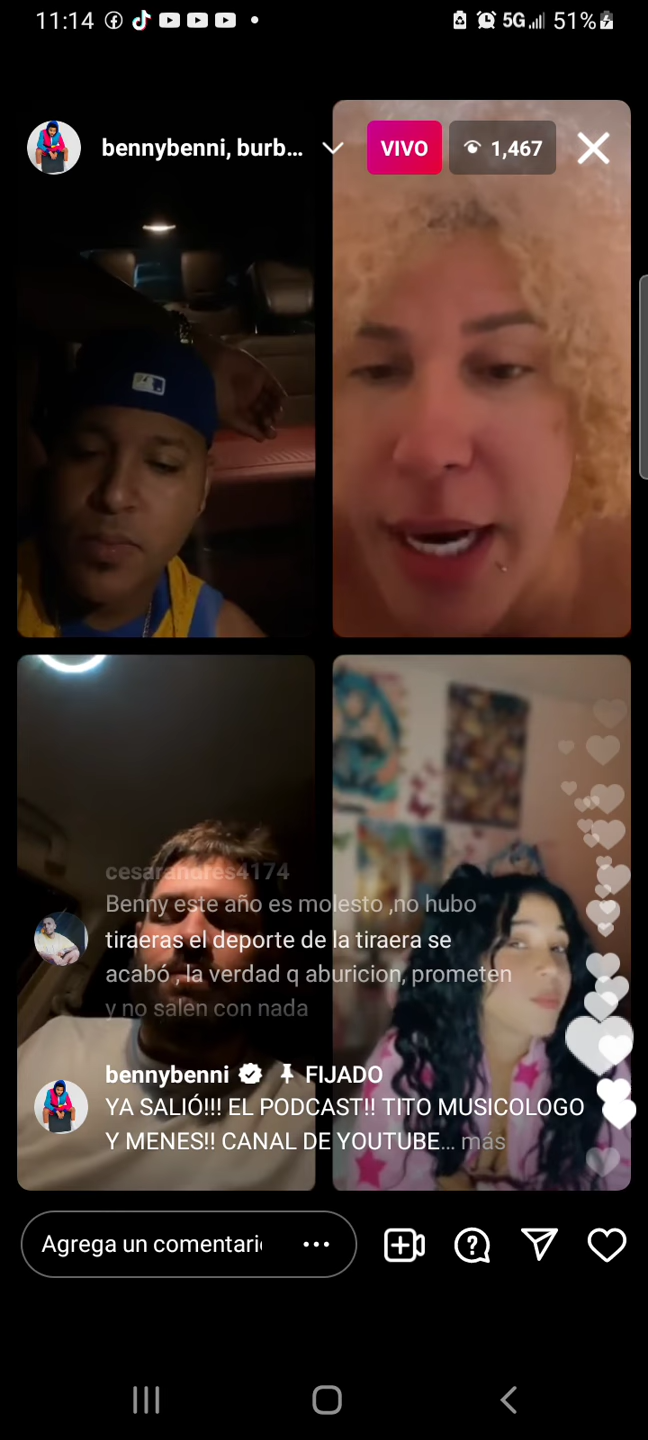 11:14
5G
51%
bennybenni, burb...
VIVO
1,467
cesarandres4174
Benny este año es molesto ,no hubo
tiraeras el deporte de la tiraera se
acabó , la verdad q aburicion, prometen
y no salen con nada
bennybenni FIJADO
YA SALIÓ!!! EL PODCAST!! TITO MUSICOLOGO
Y MENES!! CANAL DE YOUTUBE... más
Agrega un comentari